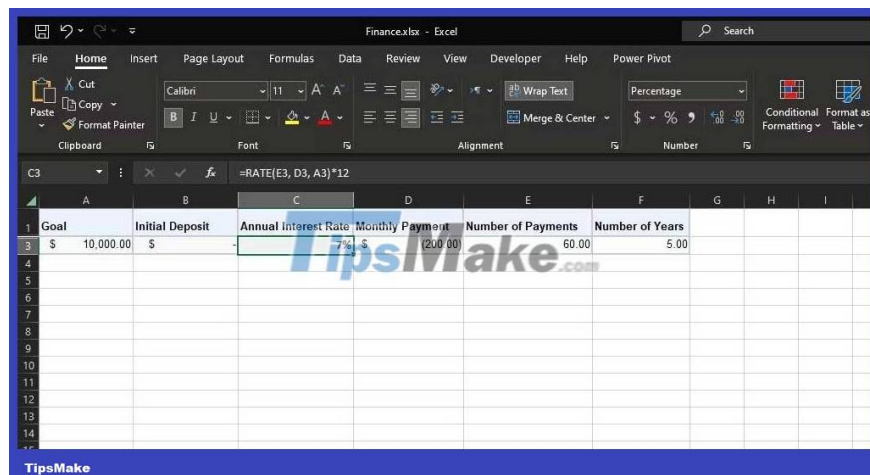 Finance.xlsx - Excel
Search
File Home Insert Page Layout Formulas Data Review View Developer Help Power Pivot
Cut
Calibri 11 A^ A˅ Wrap Text Percentage
Copy
Paste
Format Painter
B I U A Merge & Center $ % 9 Conditional Format as
Formatting Table
Clipboard Font Alignment Number
C3 fx =RATE(E3, D3, A3)*12
A B C D E F G H I
1 Goal Initial Deposit Annual Interest Rate Monthly Payment Number of Payments Number of Years
3 $ 10,000.00 $ - 7% $ (200.00) 60.00 5.00
4
5
6
7
8
9
10
11
12
13
14
TipsMake.com
TipsMake